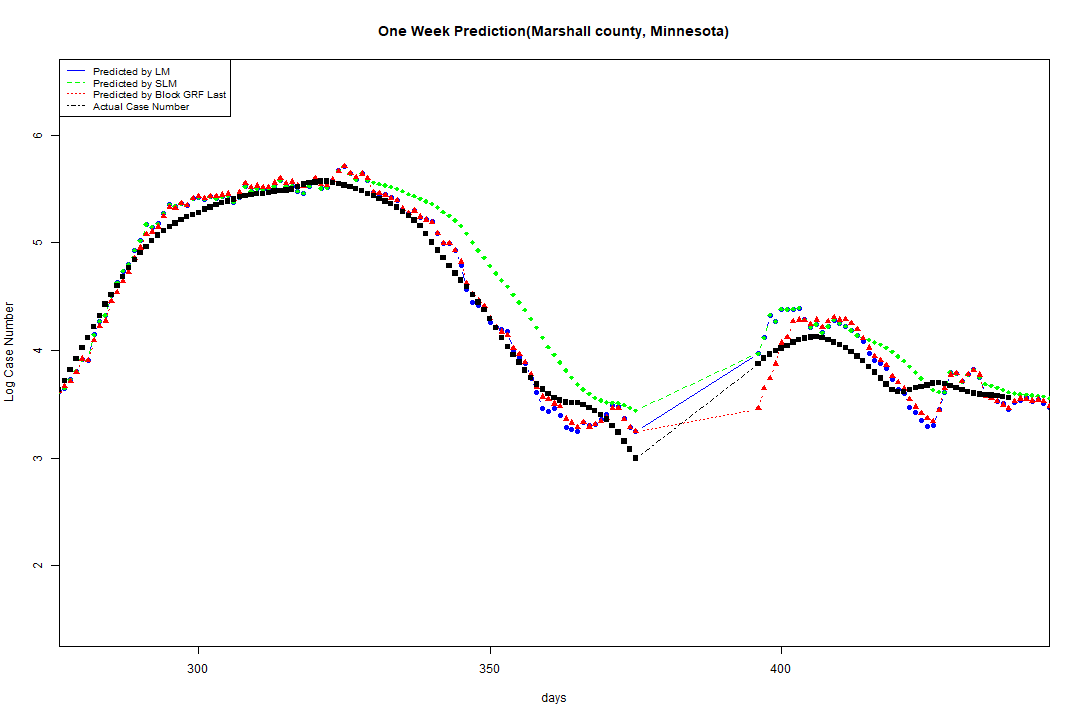 One Week Prediction(Marshall county, Minnesota)
Predicted by LM
Predicted by SLM
Predicted by Block GRF Last
Actual Case Number
6
5
4
3
2
Log Case Number
300
350
400
days